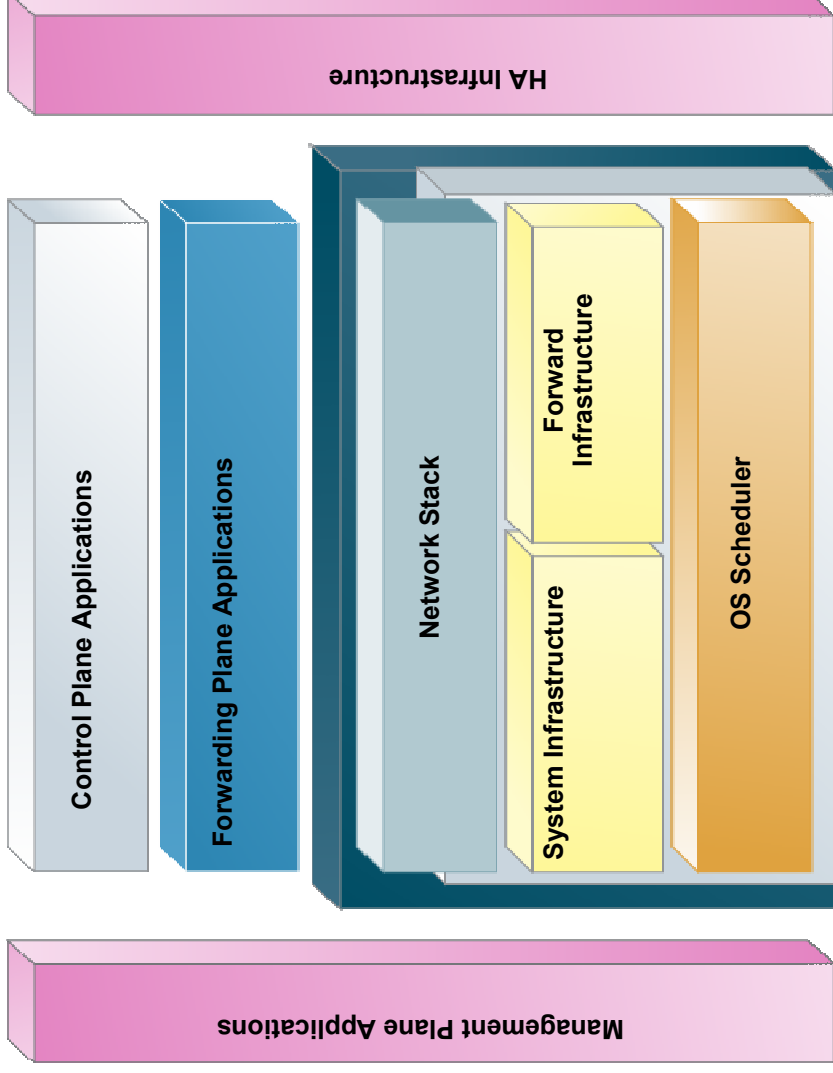 HA Infrastructure
Control Plane Applications
Forwarding Plane Applications
Network Stack
System Infrastructure
Forward
Infrastructure
OS Scheduler
Management Plane Applications